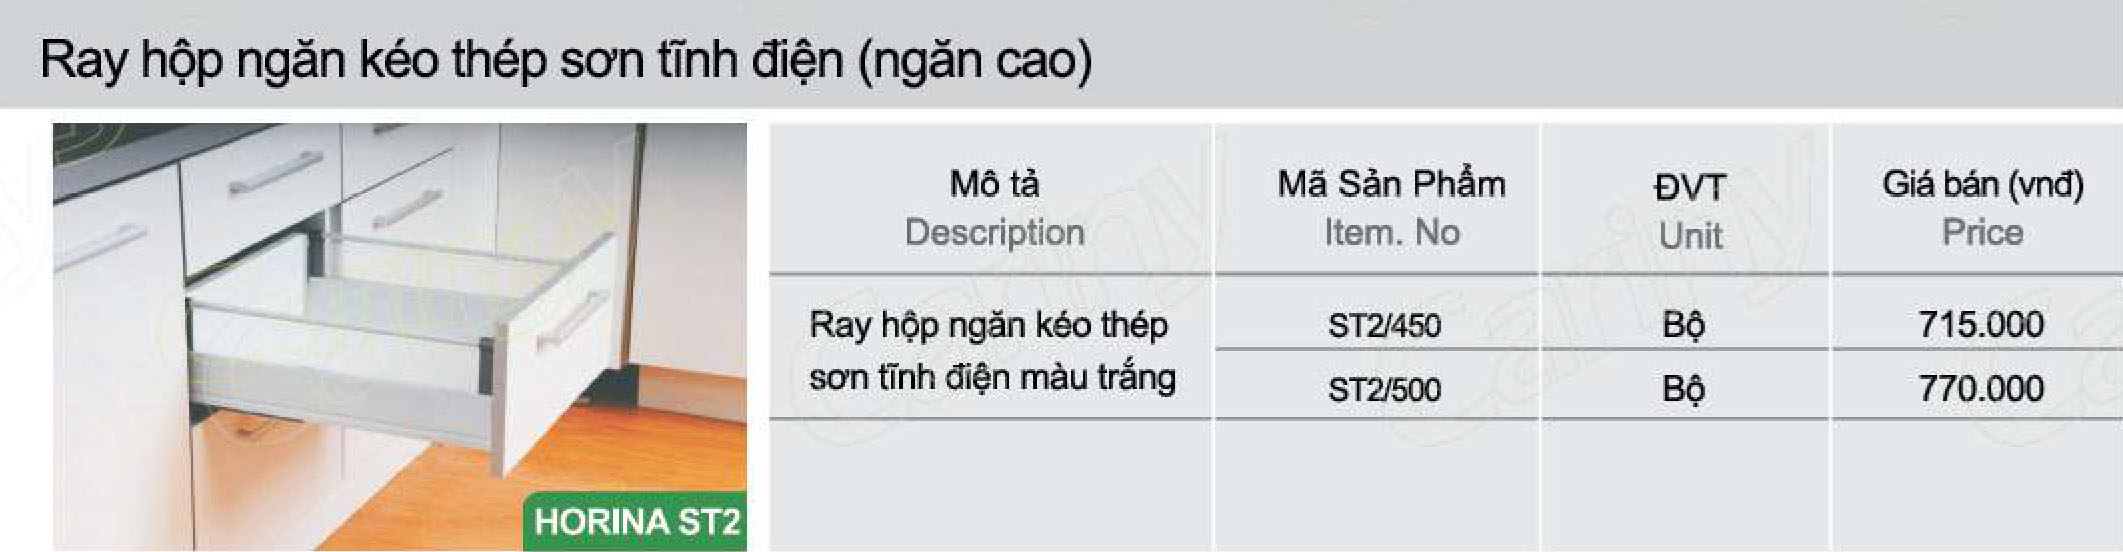 Ray hộp ngăn kéo thép sơn tĩnh điện (ngăn cao)
Mô tả
Description
Mã Sản Phẩm
Item. No
ĐVT
Unit
Giá bán (vnđ)
Price
Ray hộp ngăn kéo thép
sơn tĩnh điện màu trắng
ST2/450
Bộ
715.000
ST2/500
Bộ
770.000
HORINA ST2